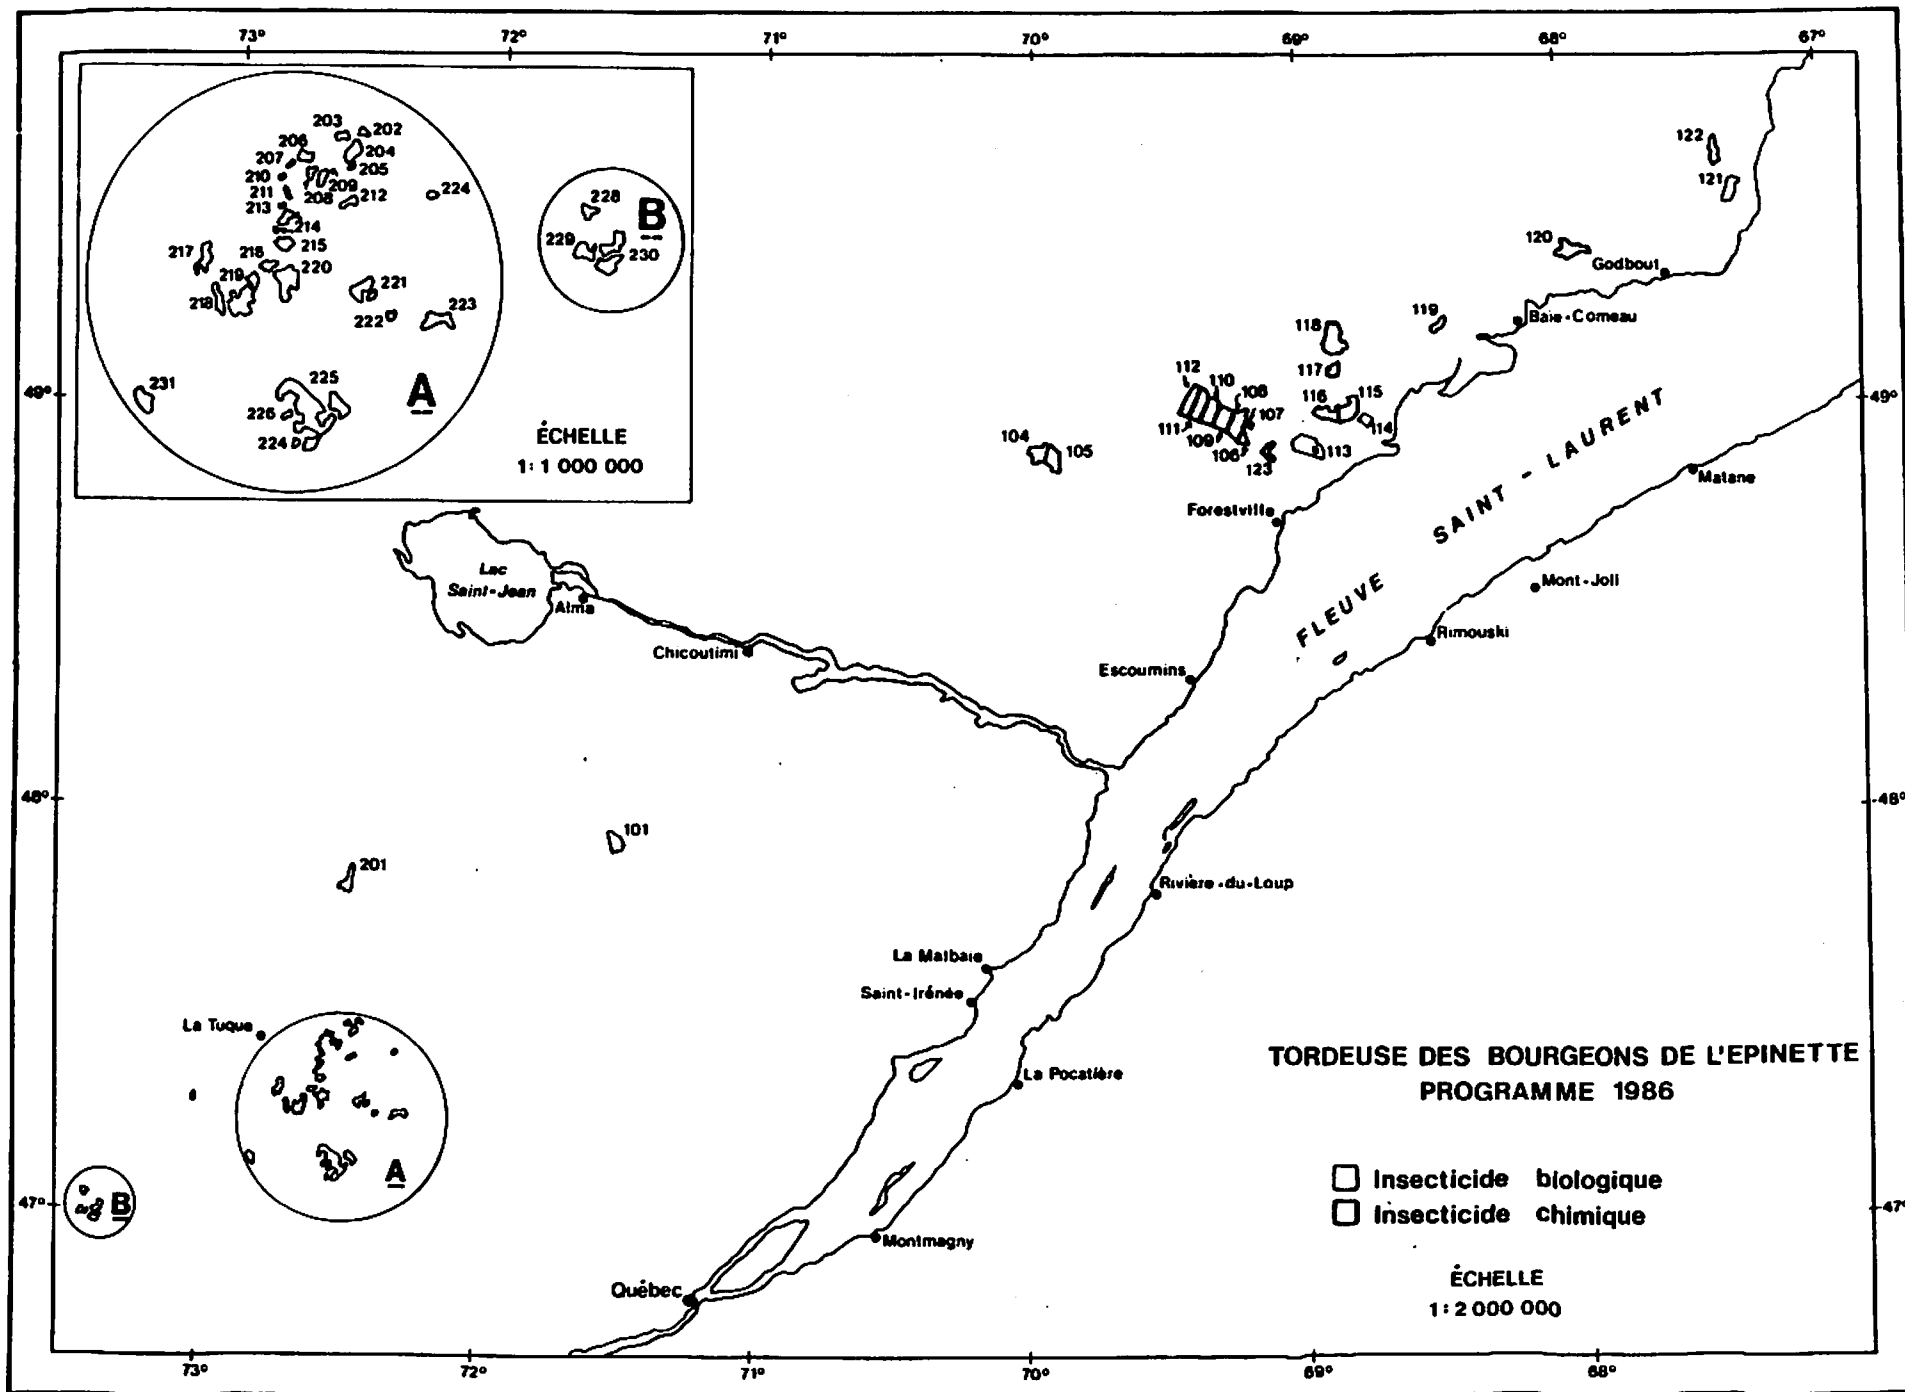 73° 72° 71° 70° 69° 68° 67°
203 202
206 204
207 205
210 209
211 208 212 224
213
214
217 216 215
219 220
218 221
222 223
231 225
226
224
A
ÉCHELLE
1: 1 000 000
228
B
229
230
122
121
120
Godbout
119
Baie-Comeau
118
117
112 110 108
116 115
107
111 109 114
106
104 105 123 113
49° 49°
Forestville
Matane
FLEUVE SAINT - LAURENT
Lac
Saint-Jean
Alma
Mont-Joli
Chicoutimi
Rimouski
Escoumins
48° 48°
101
201
Rivière-du-Loup
La Malbaie
Saint-Irénée
La Tuque
La Pocatière
A
B
TORDEUSE DES BOURGEONS DE L'EPINETTE
PROGRAMME 1986
Insecticide biologique
Insecticide chimique
47° 47°
Montmagny
Québec
ÉCHELLE
1: 2 000 000
73° 72° 71° 70° 69° 68°